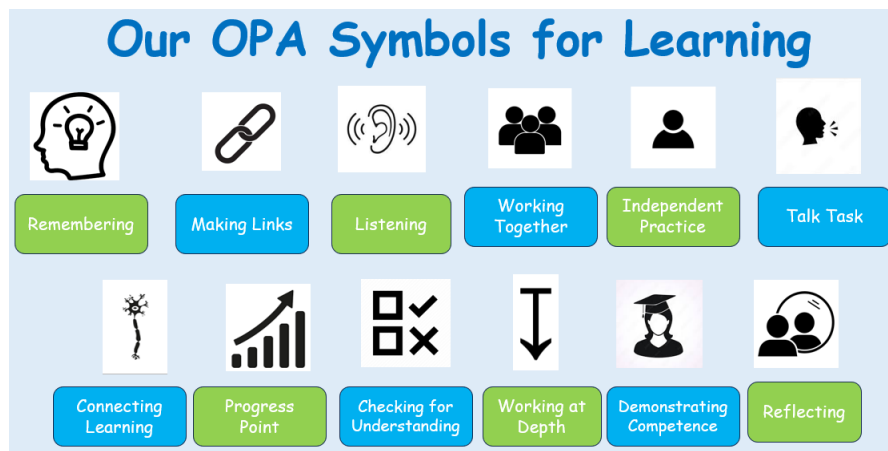 Our OPA Symbols for Learning
Remembering
Making Links
Listening
Working
Together
Independent
Practice
Talk Task
Connecting
Learning
Progress
Point
Checking for
Understanding
Working at
Depth
Demonstrating
Competence
Reflecting